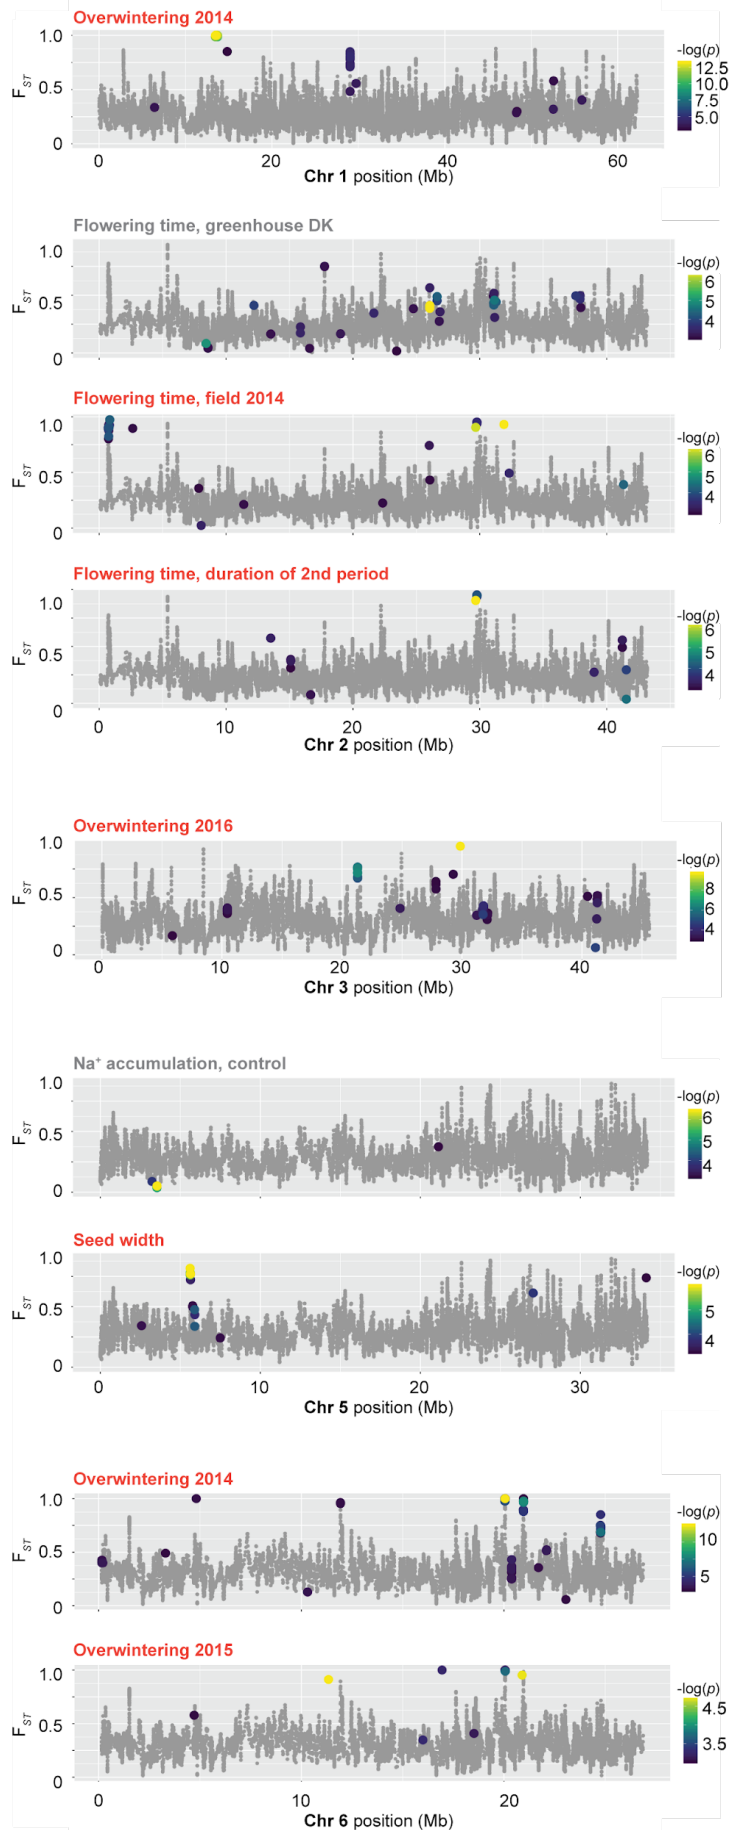 Overwintering 2014
1.0
0.5
0
F_ST
-log(p)
12.5
10.0
7.5
5.0
0 20 40 60
Chr 1 position (Mb)
Flowering time, greenhouse DK
1.0
0.5
0
F_ST
-log(p)
6
5
4
Flowering time, field 2014
1.0
0.5
0
F_ST
-log(p)
6
5
4
Flowering time, duration of 2nd period
1.0
0.5
0
F_ST
-log(p)
6
5
4
0 10 20 30 40
Chr 2 position (Mb)
Overwintering 2016
1.0
0.5
0
F_ST
-log(p)
8
6
4
0 10 20 30 40
Chr 3 position (Mb)
Na⁺ accumulation, control
1.0
0.5
0
F_ST
-log(p)
6
5
4
Seed width
1.0
0.5
0
F_ST
-log(p)
5
4
0 10 20 30
Chr 5 position (Mb)
Overwintering 2014
1.0
0.5
0
F_ST
-log(p)
10
5
Overwintering 2015
1.0
0.5
0
F_ST
-log(p)
4.5
3.5
0 10 20
Chr 6 position (Mb)